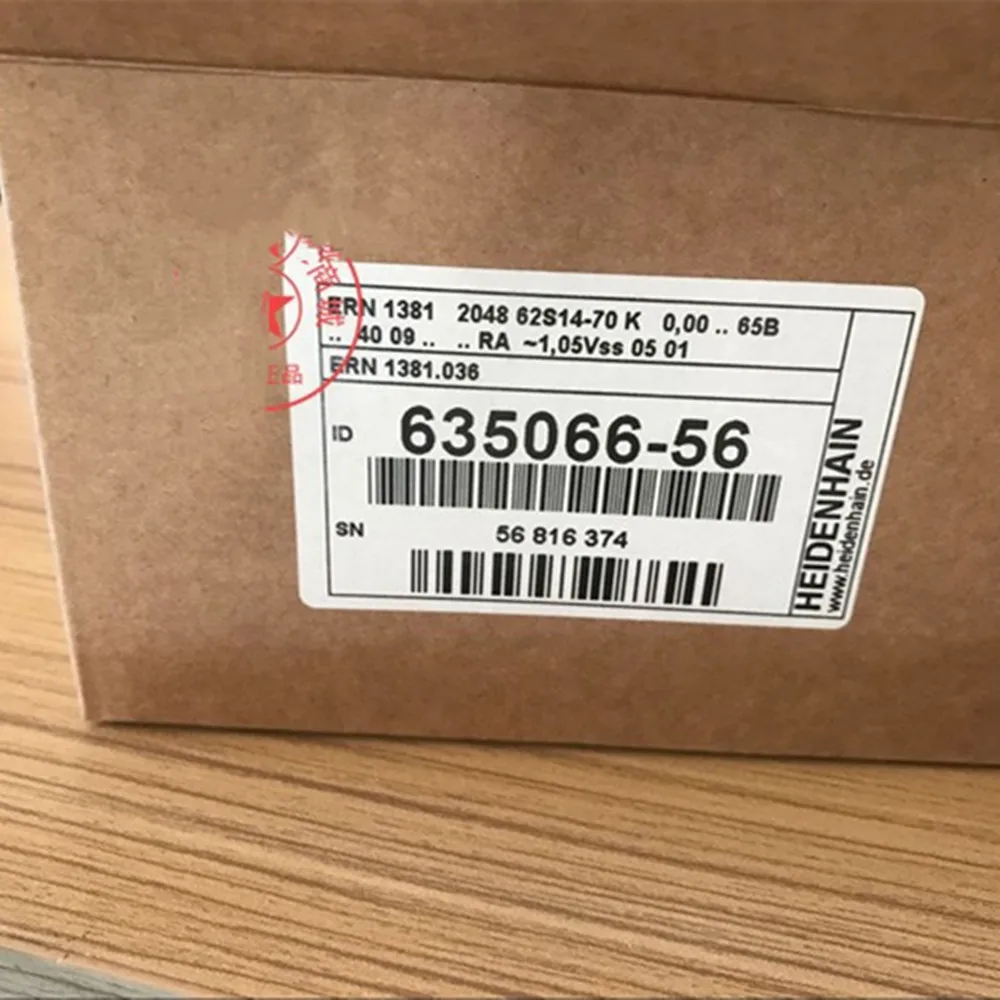 ERN 1381 2048 62S14-70 K 0,00 .. 65B
.. 40 09 .. .. RA ~1,05Vss 05 01
ERN 1381.036
ID 635066-56
SN 56 816 374
HEIDENHAIN
www.heidenhain.de
品